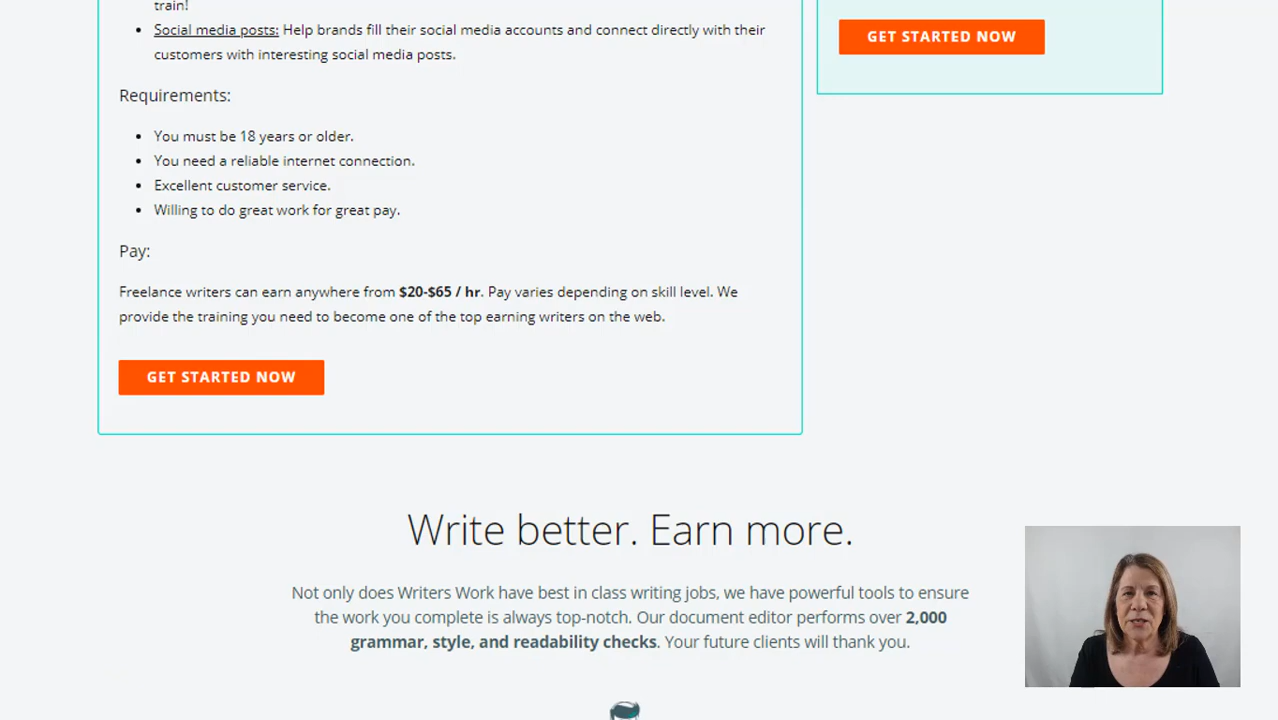 train!
Social media posts: Help brands fill their social media accounts and connect directly with their
customers with interesting social media posts.
GET STARTED NOW
Requirements:
You must be 18 years or older.
You need a reliable internet connection.
Excellent customer service.
Willing to do great work for great pay.
Pay:
Freelance writers can earn anywhere from $20-$65 / hr. Pay varies depending on skill level. We
provide the training you need to become one of the top earning writers on the web.
GET STARTED NOW
Write better. Earn more.
Not only does Writers Work have best in class writing jobs, we have powerful tools to ensure
the work you complete is always top-notch. Our document editor performs over 2,000
grammar, style, and readability checks. Your future clients will thank you.